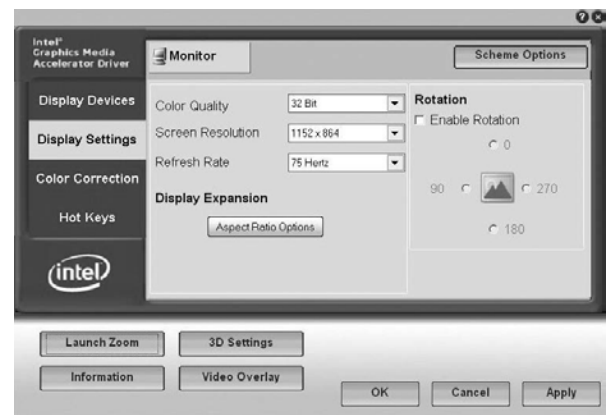 Intel®
Graphics Media
Accelerator Driver
Monitor
Scheme Options
Display Devices
Display Settings
Color Correction
Hot Keys
intel
Color Quality
32 Bit
Screen Resolution
1152 x 864
Refresh Rate
75 Hertz
Display Expansion
Aspect Ratio Options
Rotation
Enable Rotation
0
90
270
180
Launch Zoom
3D Settings
Information
Video Overlay
OK
Cancel
Apply